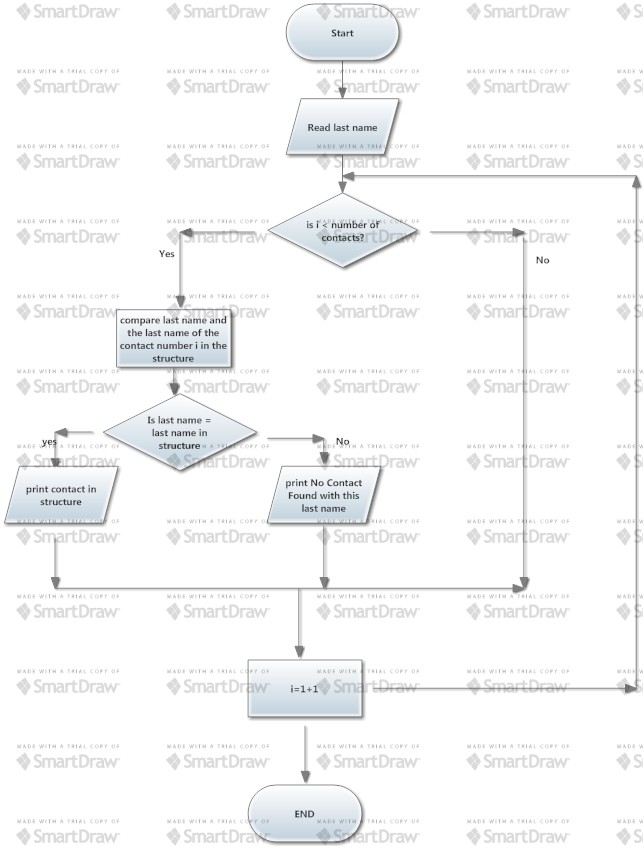 Start
Read last name
is i < number of
contacts?
Yes
No
compare last name and
the last name of the
contact number i in the
structure
Is last name =
last name in
structure
yes
No
print contact in
structure
print No Contact
Found with this
last name
i=1+1
END
MADE WITH A TRIAL COPY OF
SmartDraw